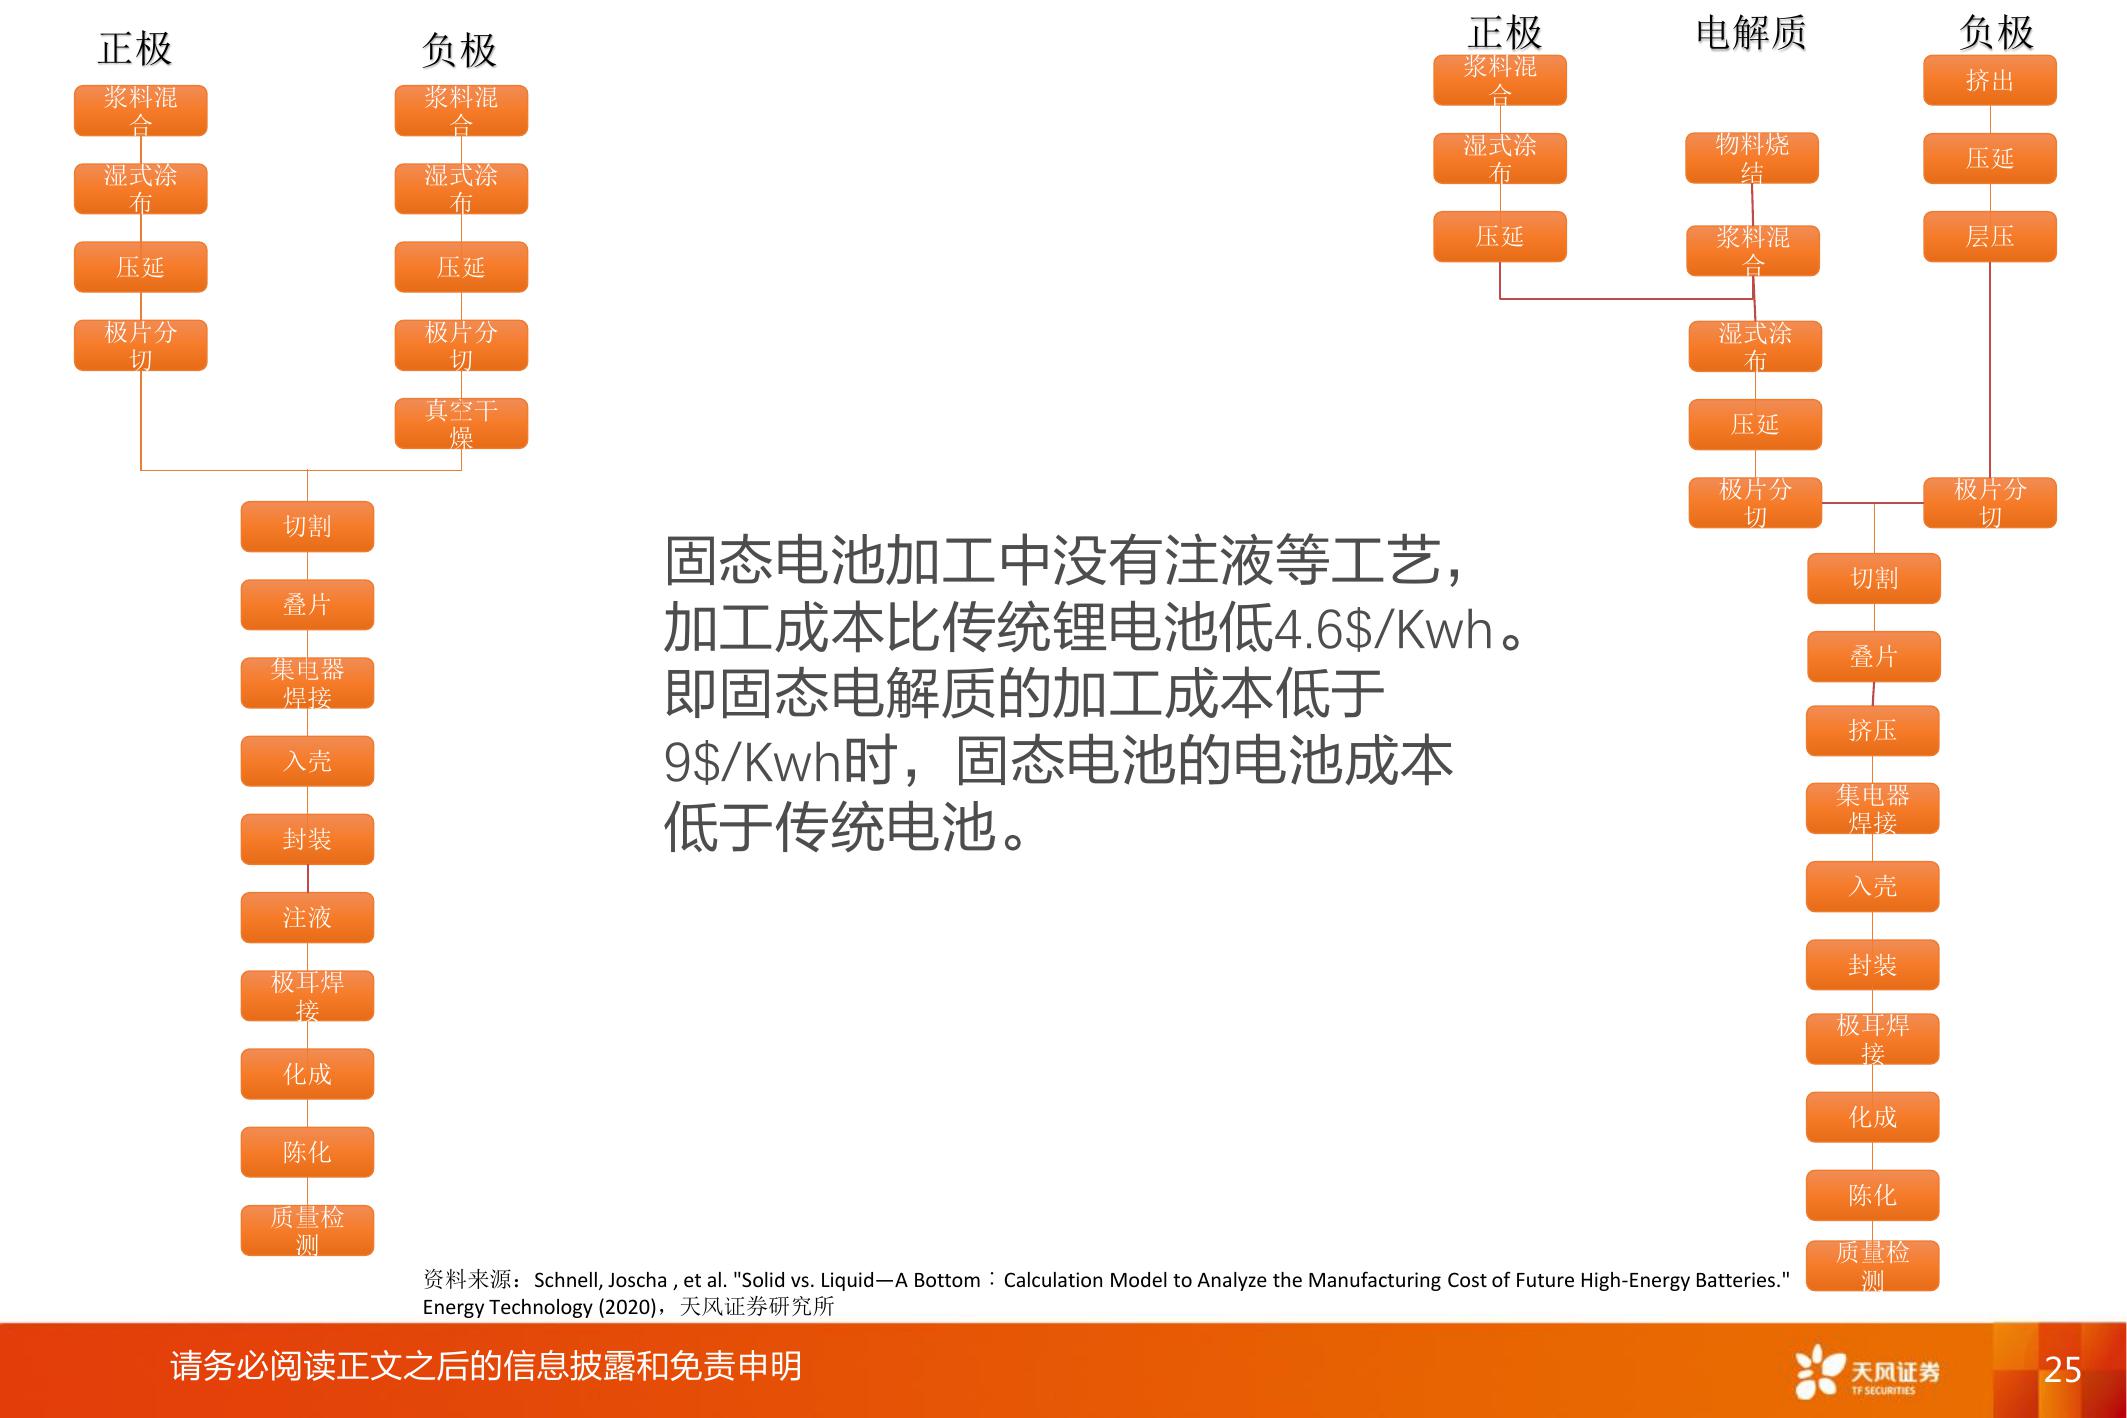 正极
负极
浆料混
合
湿式涂
布
压延
极片分
切
浆料混
合
湿式涂
布
压延
极片分
切
真空干
燥
切割
叠片
集电器
焊接
入壳
封装
注液
极耳焊
接
化成
陈化
质量检
测
固态电池加工中没有注液等工艺，
加工成本比传统锂电池低4.6$/Kwh。
即固态电解质的加工成本低于
9$/Kwh时，固态电池的电池成本
低于传统电池。
正极
电解质
负极
浆料混
合
湿式涂
布
压延
物料烧
结
浆料混
合
湿式涂
布
压延
极片分
切
挤出
压延
层压
极片分
切
切割
叠片
挤压
集电器
焊接
入壳
封装
极耳焊
接
化成
陈化
质量检
测
资料来源：Schnell, Joscha , et al. "Solid vs. Liquid—A Bottom︰Calculation Model to Analyze the Manufacturing Cost of Future High-Energy Batteries."
Energy Technology (2020)，天风证券研究所
请务必阅读正文之后的信息披露和免责申明
天风证券
TF SECURITIES
25